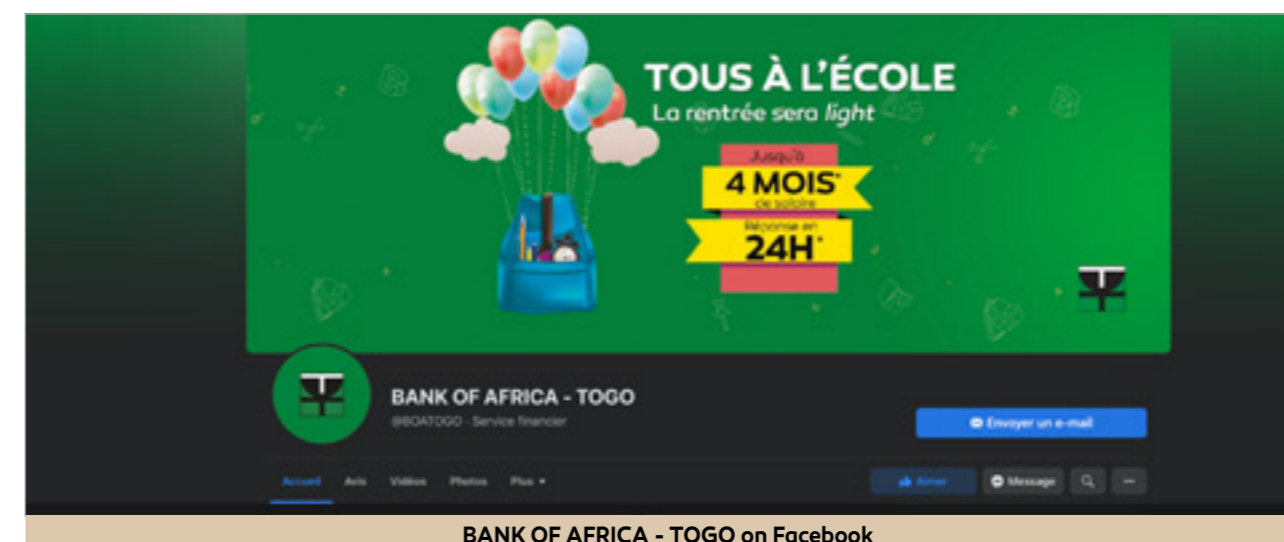 TOUS À L'ÉCOLE
La rentrée sera light
Jusqu'à
4 MOIS*
de salaire
Réponse en
24H*
BANK OF AFRICA - TOGO
@BOATOGO · Service financier
Envoyer un e-mail
Accueil Avis Vidéos Photos Plus
Aimer Message
BANK OF AFRICA - TOGO on Facebook